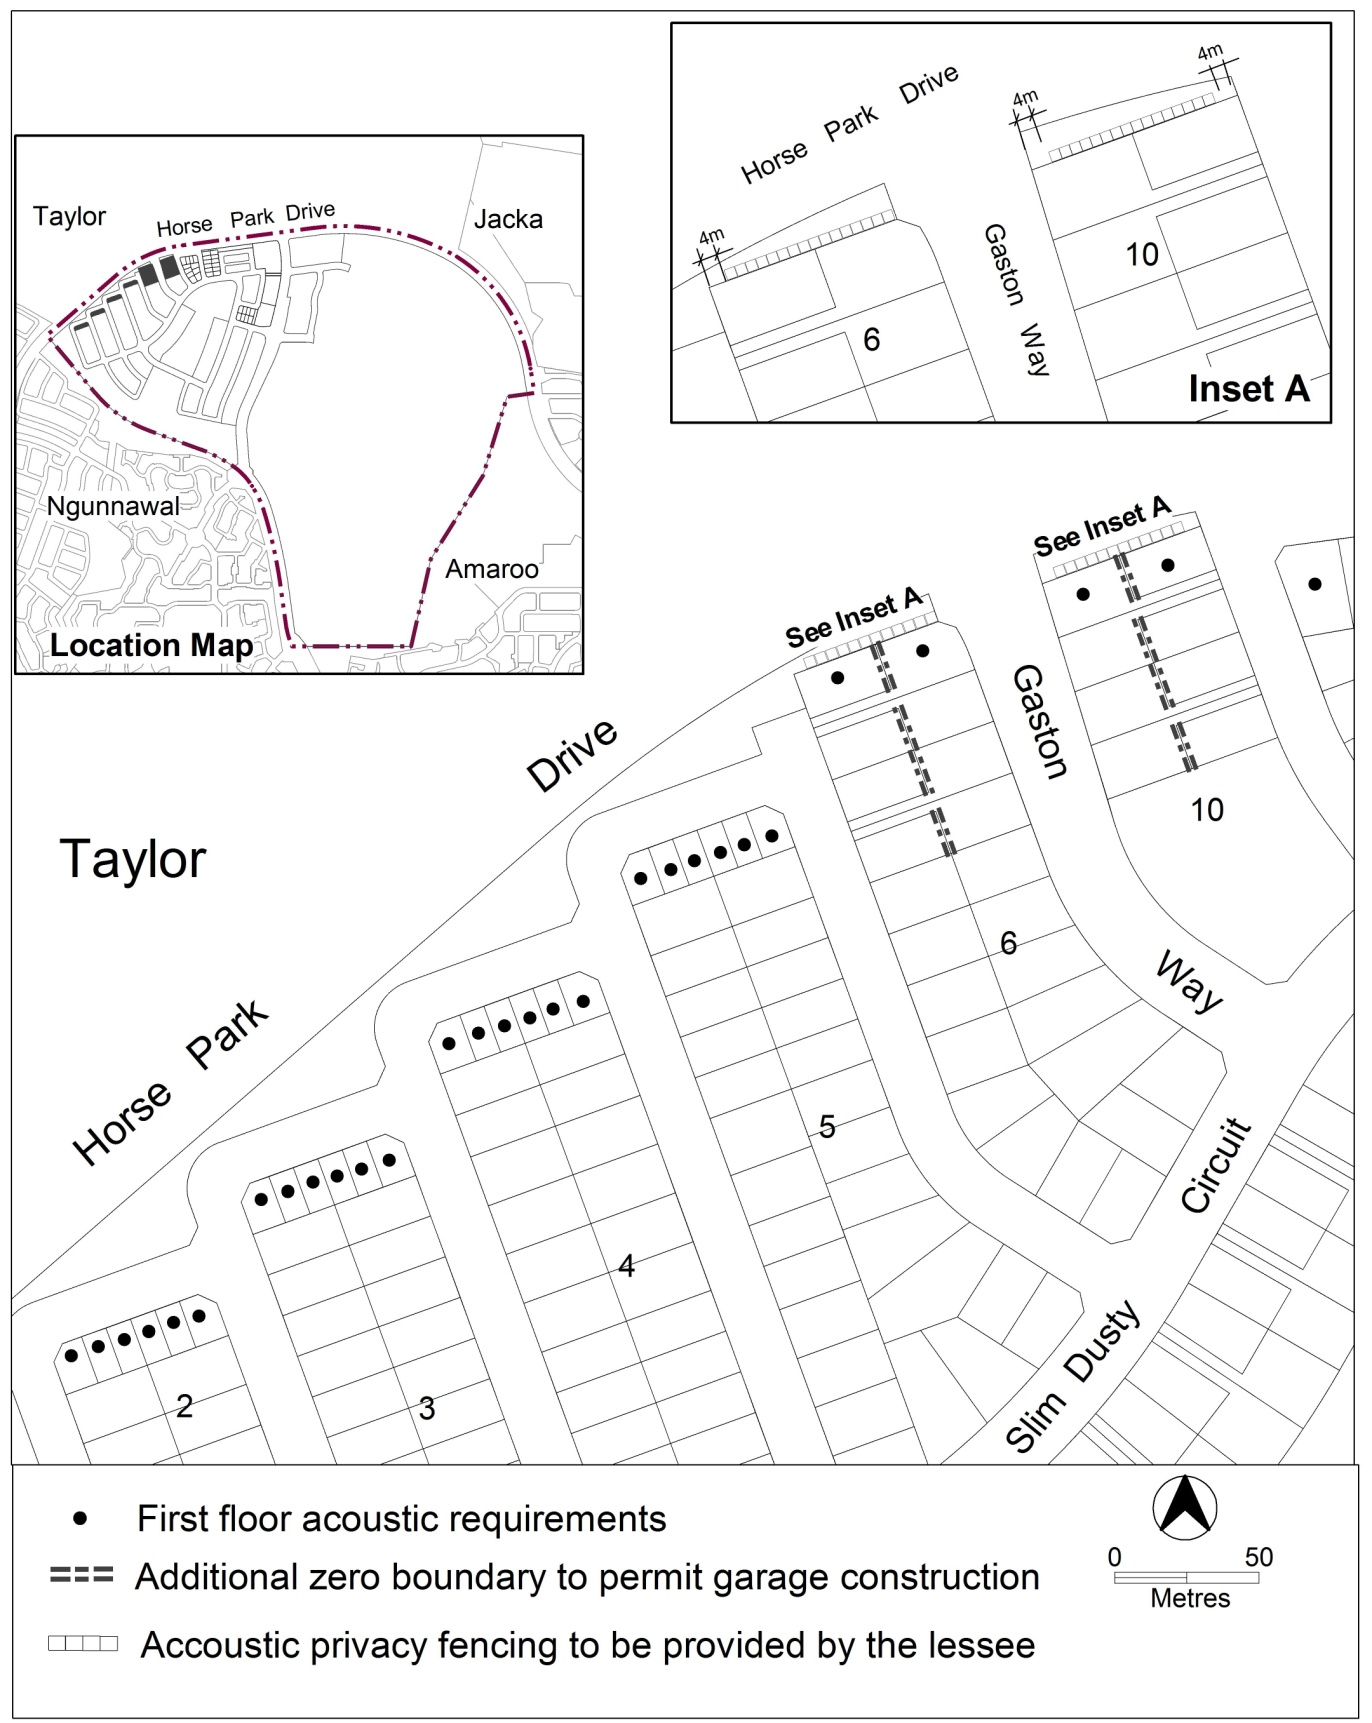 Horse Park Drive
4m
4m
4m
Gaston Way
10
6
Inset A
Taylor
Horse Park Drive
Jacka
Ngunnawal
Amaroo
Location Map
See Inset A
See Inset A
Gaston Way
Horse Park Drive
Taylor
10
6
5
4
3
2
Slim Dusty Circuit
First floor acoustic requirements
Additional zero boundary to permit garage construction
Accoustic privacy fencing to be provided by the lessee
0 50
Metres